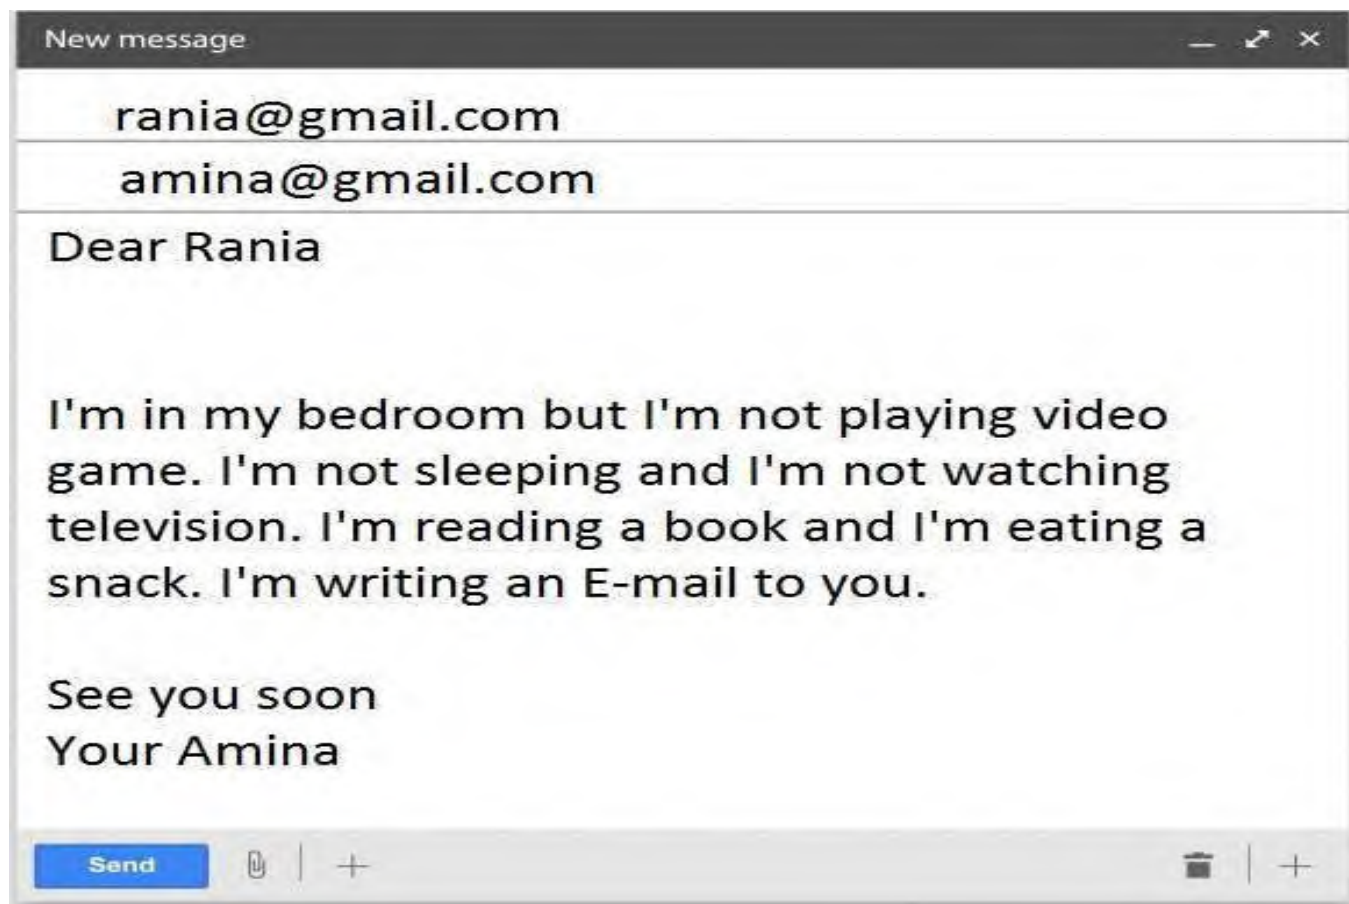 New message
rania@gmail.com
amina@gmail.com
Dear Rania
I'm in my bedroom but I'm not playing video
game. I'm not sleeping and I'm not watching
television. I'm reading a book and I'm eating a
snack. I'm writing an E-mail to you.
See you soon
Your Amina
Send